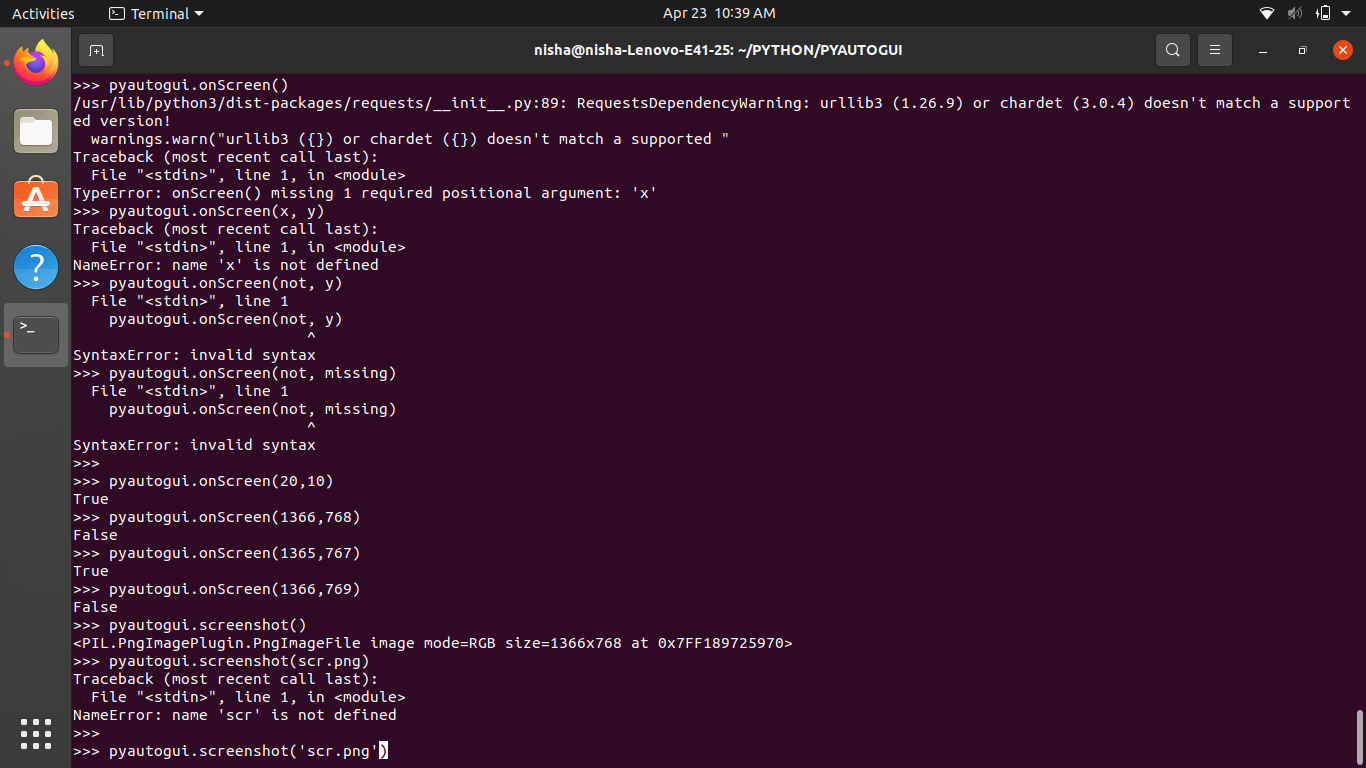 Activities
Terminal
Apr 23 10:39 AM
nisha@nisha-Lenovo-E41-25: ~/PYTHON/PYAUTOGUI
>>> pyautogui.onScreen()
/usr/lib/python3/dist-packages/requests/__init__.py:89: RequestsDependencyWarning: urllib3 (1.26.9) or chardet (3.0.4) doesn't match a support
ed version!
  warnings.warn("urllib3 ({}) or chardet ({}) doesn't match a supported "
Traceback (most recent call last):
  File "<stdin>", line 1, in <module>
TypeError: onScreen() missing 1 required positional argument: 'x'
>>> pyautogui.onScreen(x, y)
Traceback (most recent call last):
  File "<stdin>", line 1, in <module>
NameError: name 'x' is not defined
>>> pyautogui.onScreen(not, y)
  File "<stdin>", line 1
    pyautogui.onScreen(not, y)
                          ^
SyntaxError: invalid syntax
>>> pyautogui.onScreen(not, missing)
  File "<stdin>", line 1
    pyautogui.onScreen(not, missing)
                          ^
SyntaxError: invalid syntax
>>>
>>> pyautogui.onScreen(20,10)
True
>>> pyautogui.onScreen(1366,768)
False
>>> pyautogui.onScreen(1365,767)
True
>>> pyautogui.onScreen(1366,769)
False
>>> pyautogui.screenshot()
<PIL.PngImagePlugin.PngImageFile image mode=RGB size=1366x768 at 0x7FF189725970>
>>> pyautogui.screenshot(scr.png)
Traceback (most recent call last):
  File "<stdin>", line 1, in <module>
NameError: name 'scr' is not defined
>>>
>>> pyautogui.screenshot('scr.png')